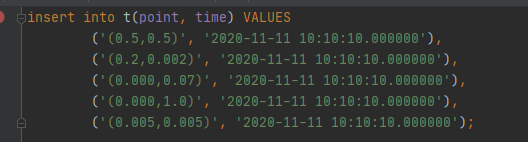 insert into t(point, time) VALUES
('(0.5,0.5)', '2020-11-11 10:10:10.000000'),
('(0.2,0.002)', '2020-11-11 10:10:10.000000'),
('(0.000,0.07)', '2020-11-11 10:10:10.000000'),
('(0.000,1.0)', '2020-11-11 10:10:10.000000'),
('(0.005,0.005)', '2020-11-11 10:10:10.000000');